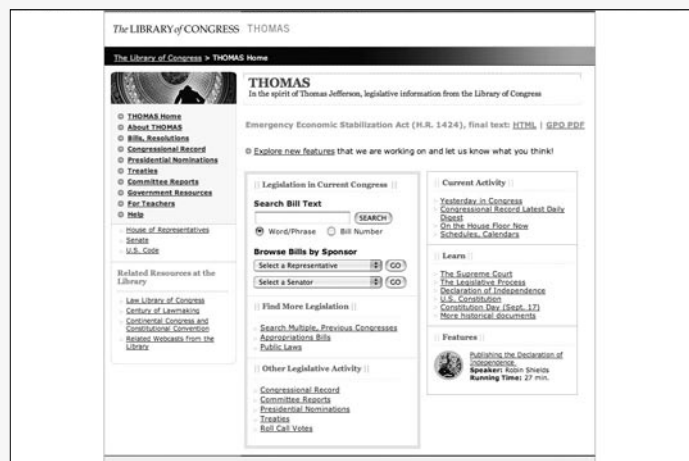 The LIBRARY of CONGRESS THOMAS
The Library of Congress > THOMAS Home
THOMAS Home
About THOMAS
Bills, Resolutions
Congressional Record
Presidential Nominations
Treaties
Committee Reports
Government Resources
For Teachers
Help
House of Representatives
Senate
U.S. Code
Related Resources at the
Library
Law Library of Congress
Century of Lawmaking
Continental Congress and
Constitutional Convention
Related Webcasts from the
Library
THOMAS
In the spirit of Thomas Jefferson, legislative information from the Library of Congress
Emergency Economic Stabilization Act (H.R. 1424), final text: HTML | GPO PDF
Explore new features that we are working on and let us know what you think!
|| Legislation in Current Congress ||
Search Bill Text
SEARCH
Word/Phrase Bill Number
Browse Bills by Sponsor
Select a Representative GO
Select a Senator GO
|| Find More Legislation ||
Search Multiple, Previous Congresses
Appropriations Bills
Public Laws
|| Other Legislative Activity ||
Congressional Record
Committee Reports
Presidential Nominations
Treaties
Roll Call Votes
|| Current Activity ||
Yesterday in Congress
Congressional Record Latest Daily
Digest
On the House Floor Now
Schedules, Calendars
|| Learn ||
The Supreme Court
The Legislative Process
Declaration of Independence
U.S. Constitution
Constitution Day (Sept. 17)
More historical documents
|| Features ||
Publishing the Declaration of
Independence.
Speaker: Robin Shields
Running Time: 27 min.